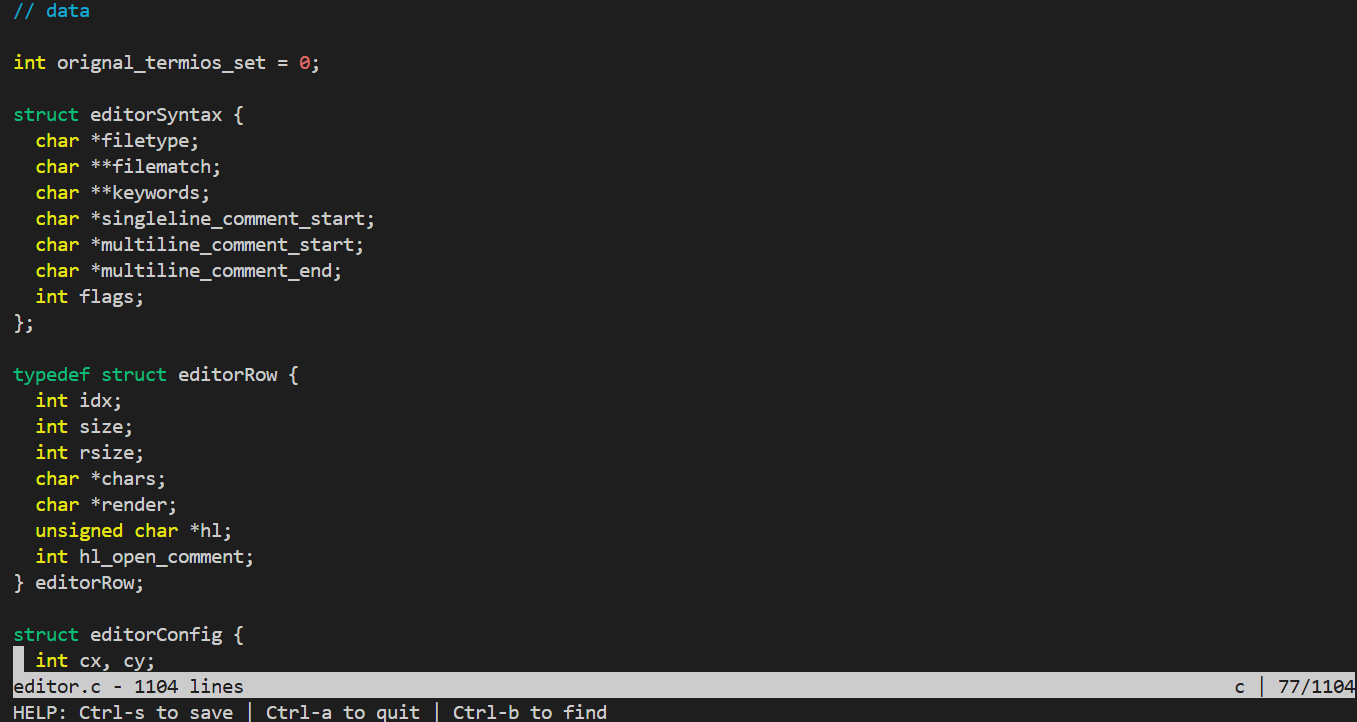 // data
int orignal_termios_set = 0;
struct editorSyntax {
  char *filetype;
  char **filematch;
  char **keywords;
  char *singleline_comment_start;
  char *multiline_comment_start;
  char *multiline_comment_end;
  int flags;
};
typedef struct editorRow {
  int idx;
  int size;
  int rsize;
  char *chars;
  char *render;
  unsigned char *hl;
  int hl_open_comment;
} editorRow;
struct editorConfig {
  int cx, cy;
editor.c - 1104 lines c | 77/1104
HELP: Ctrl-s to save | Ctrl-a to quit | Ctrl-b to find